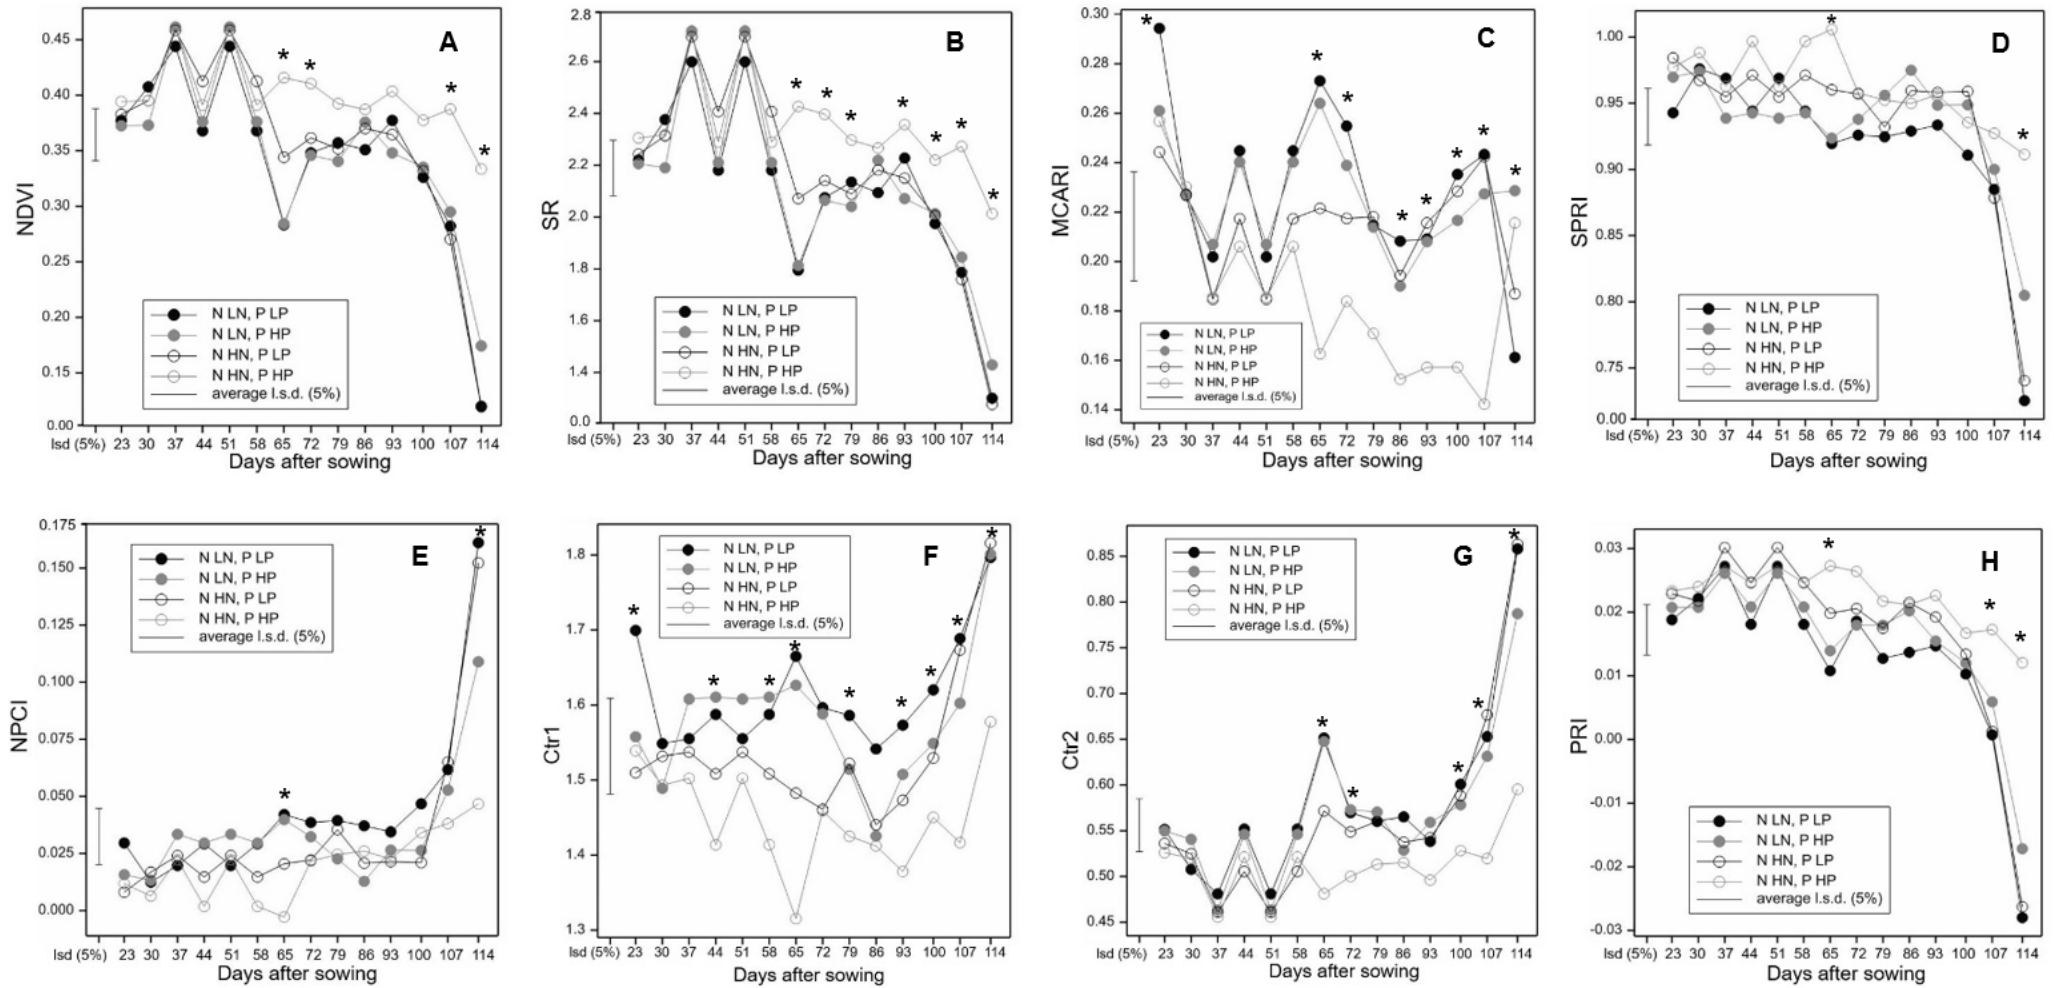 A
0.45
0.40
0.35
0.30
0.25
0.20
0.15
0.00
NDVI
* * * *
N LN, P LP
N LN, P HP
N HN, P LP
N HN, P HP
average l.s.d. (5%)
lsd (5%) 23 30 37 44 51 58 65 72 79 86 93 100 107 114
Days after sowing
B
2.8
2.6
2.4
2.2
2.0
1.8
1.6
1.4
0.0
SR
* * * * * * *
N LN, P LP
N LN, P HP
N HN, P LP
N HN, P HP
average l.s.d. (5%)
lsd (5%) 23 30 37 44 51 58 65 72 79 86 93 100 107 114
Days after sowing
C
0.30
0.28
0.26
0.24
0.22
0.20
0.18
0.16
0.14
MCARI
* * * * * * * *
N LN, P LP
N LN, P HP
N HN, P LP
N HN, P HP
average l.s.d. (5%)
lsd (5%) 23 30 37 44 51 58 65 72 79 86 93 100 107 114
Days after sowing
D
1.00
0.95
0.90
0.85
0.80
0.75
0.00
SPRI
* *
N LN, P LP
N LN, P HP
N HN, P LP
N HN, P HP
average l.s.d. (5%)
lsd (5%) 23 30 37 44 51 58 65 72 79 86 93 100 107 114
Days after sowing
E
0.175
0.150
0.125
0.100
0.075
0.050
0.025
0.000
NPCI
* *
N LN, P LP
N LN, P HP
N HN, P LP
N HN, P HP
average l.s.d. (5%)
lsd (5%) 23 30 37 44 51 58 65 72 79 86 93 100 107 114
Days after sowing
F
1.8
1.7
1.6
1.5
1.4
1.3
Ctr1
* * * * * * * * *
N LN, P LP
N LN, P HP
N HN, P LP
N HN, P HP
average l.s.d. (5%)
lsd (5%) 23 30 37 44 51 58 65 72 79 86 93 100 107 114
Days after sowing
G
0.85
0.80
0.75
0.70
0.65
0.60
0.55
0.50
0.45
Ctr2
* * * * *
N LN, P LP
N LN, P HP
N HN, P LP
N HN, P HP
average l.s.d. (5%)
lsd (5%) 23 30 37 44 51 58 65 72 79 86 93 100 107 114
Days after sowing
H
0.03
0.02
0.01
0.00
-0.01
-0.02
-0.03
PRI
* * *
N LN, P LP
N LN, P HP
N HN, P LP
N HN, P HP
average l.s.d. (5%)
lsd (5%) 23 30 37 44 51 58 65 72 79 86 93 100 107 114
Days after sowing